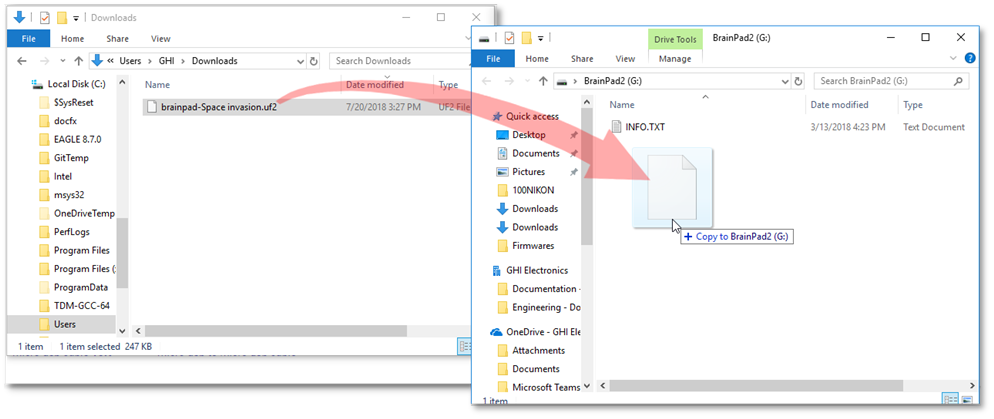 Downloads
File Home Share View
« Users > GHI > Downloads
Search Downloads
Local Disk (C:)
$SysReset
docfx
EAGLE 8.7.0
GitTemp
Intel
msys32
OneDriveTemp
PerfLogs
Program Files
Program Files (
ProgramData
TDM-GCC-64
Users
Name Date modified Type
brainpad-Space invasion.uf2 7/20/2018 3:27 PM UF2 File
1 item 1 item selected 247 KB
Drive Tools BrainPad2 (G:)
File Home Share View Manage
> BrainPad2 (G:)
Search BrainPad2 (G:)
Quick access
Desktop
Documents
Pictures
100NIKON
Downloads
Downloads
Firmwares
GHI Electronics
Documentation -
Engineering - Do
OneDrive - GHI Ele
Attachments
Documents
Microsoft Teams
Name Date modified Type
INFO.TXT 3/13/2018 4:23 PM Text Document
+ Copy to BrainPad2 (G:)
1 item